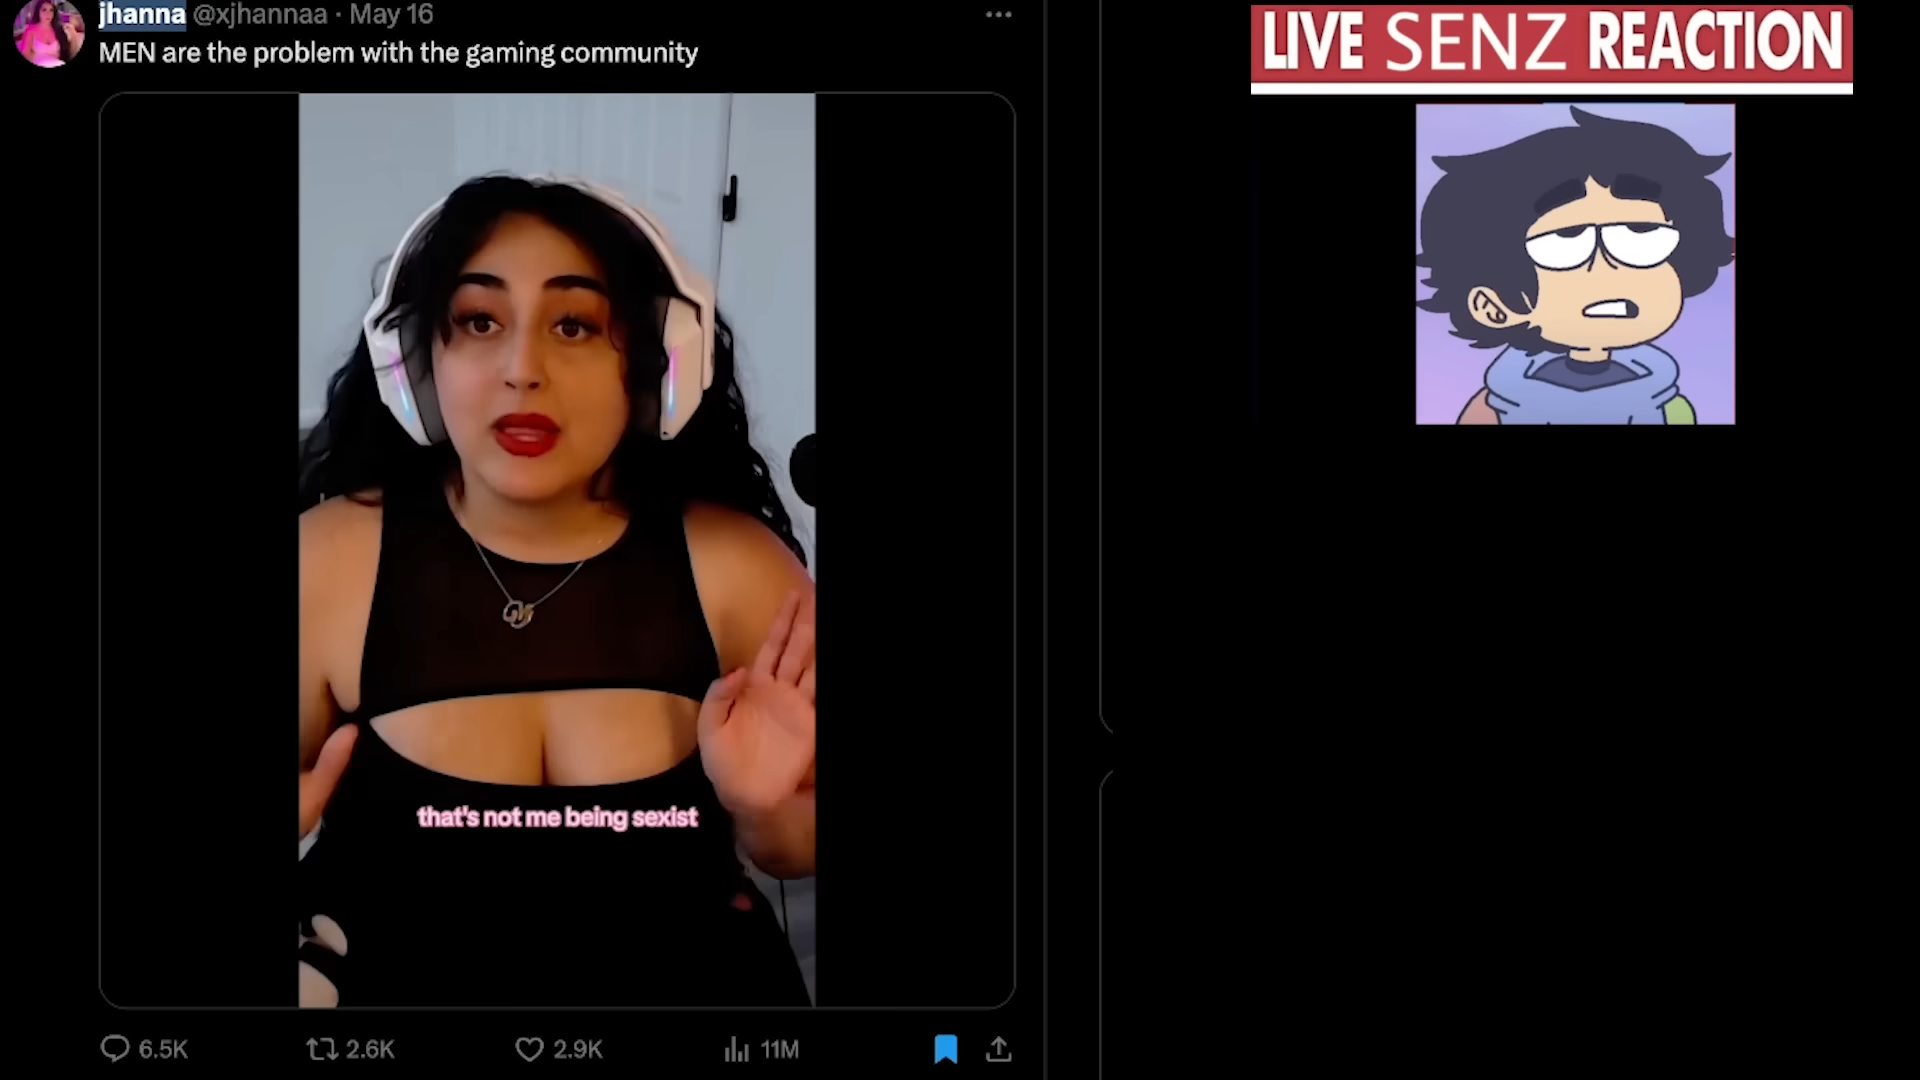 jhanna @xjhannaa · May 16
MEN are the problem with the gaming community
that's not me being sexist
6.5K 2.6K 2.9K 11M
LIVE SENZ REACTION